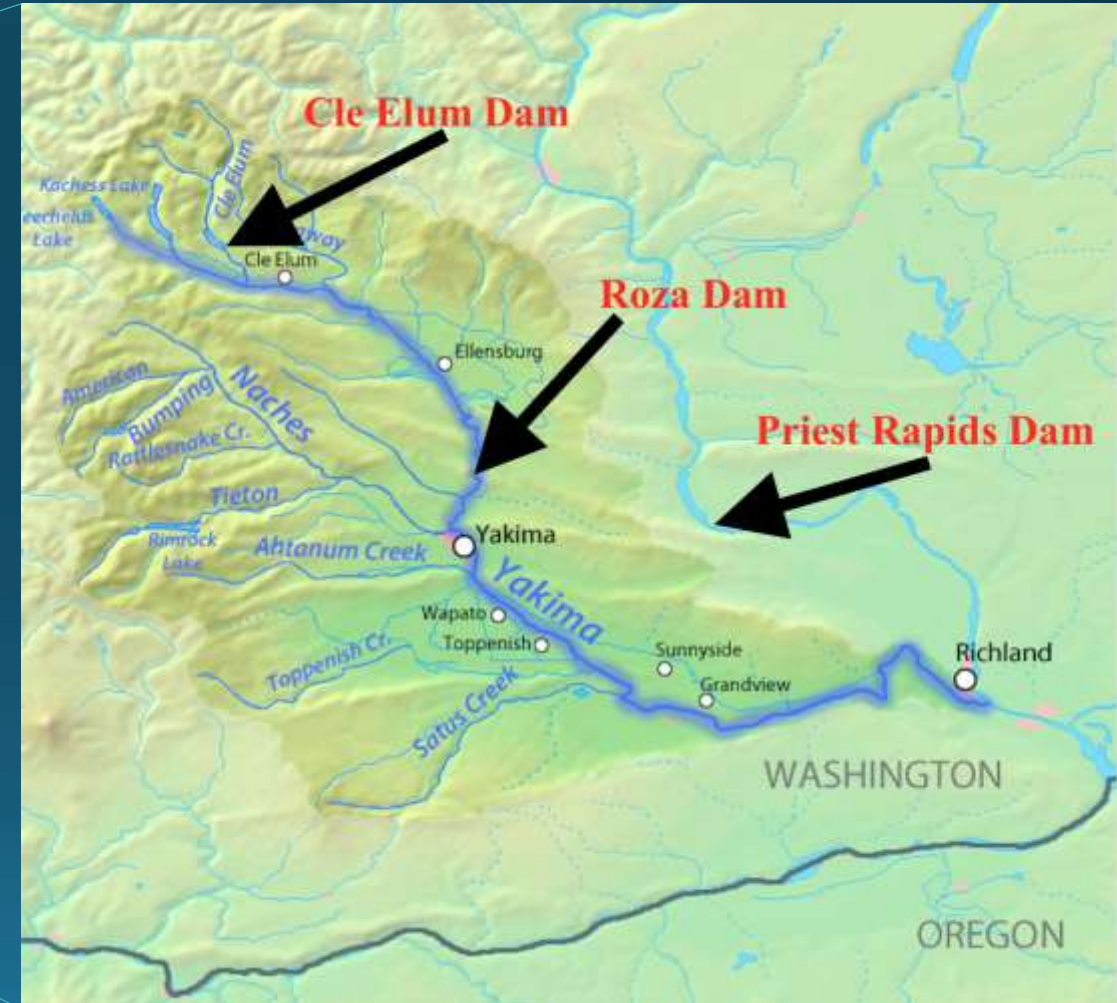 Cle Elum Dam
Kachess Lake
Cle Elum
Lake
Cle Elum
Roza Dam
Ellensburg
American
Bumping
Naches
Rattlesnake Cr.
Priest Rapids Dam
Tieton
Rimrock
Lake
Ahtanum Creek
Yakima
Yakima
Wapato
Toppenish
Toppenish Cr.
Satus Creek
Sunnyside
Grandview
Richland
WASHINGTON
OREGON